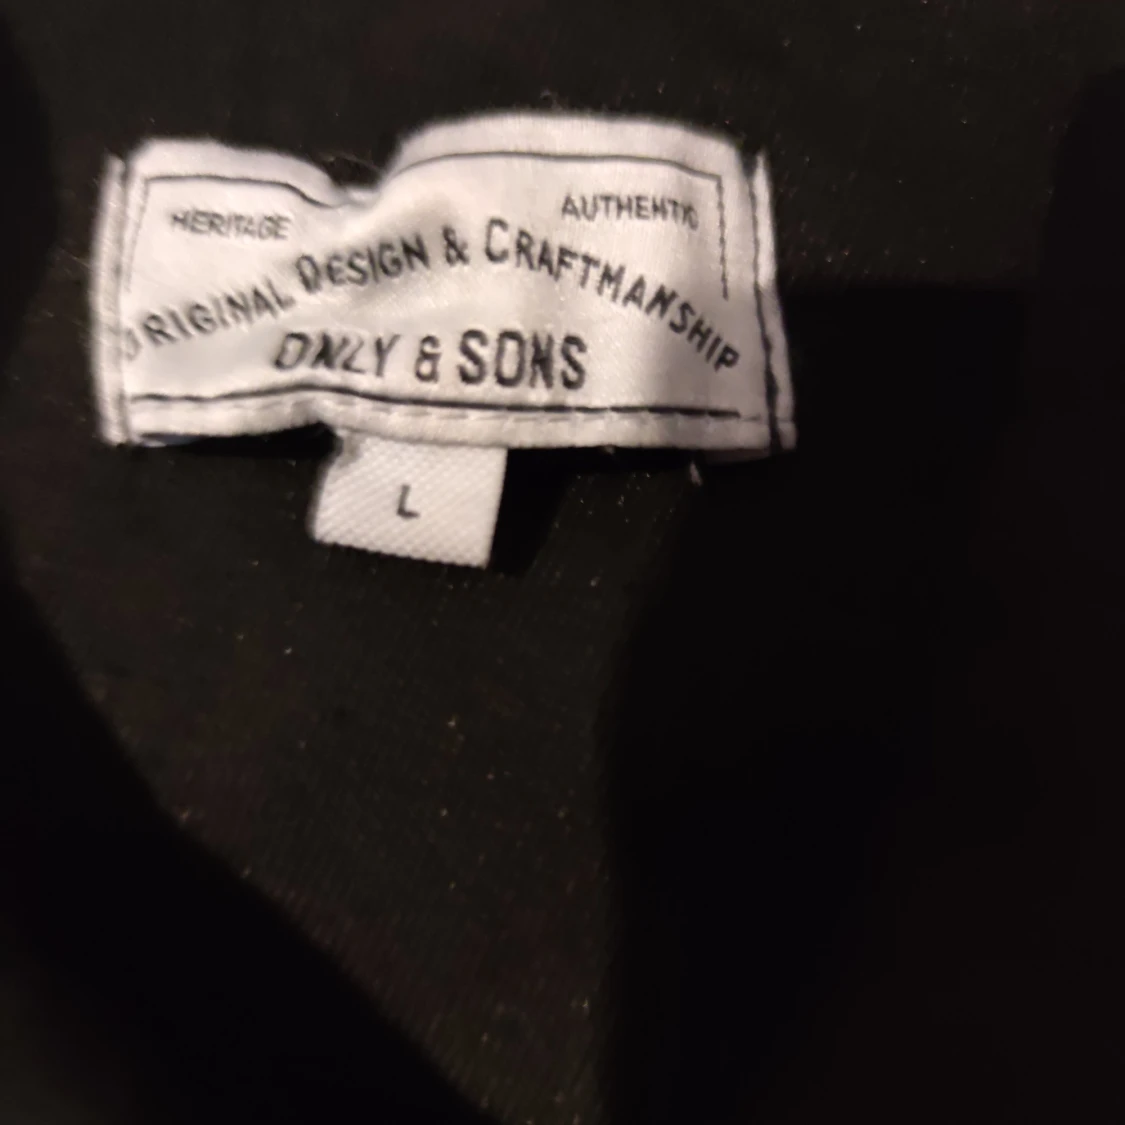 HERITAGE AUTHENTIC
ORIGINAL DESIGN & CRAFTMANSHIP
ONLY & SONS
L